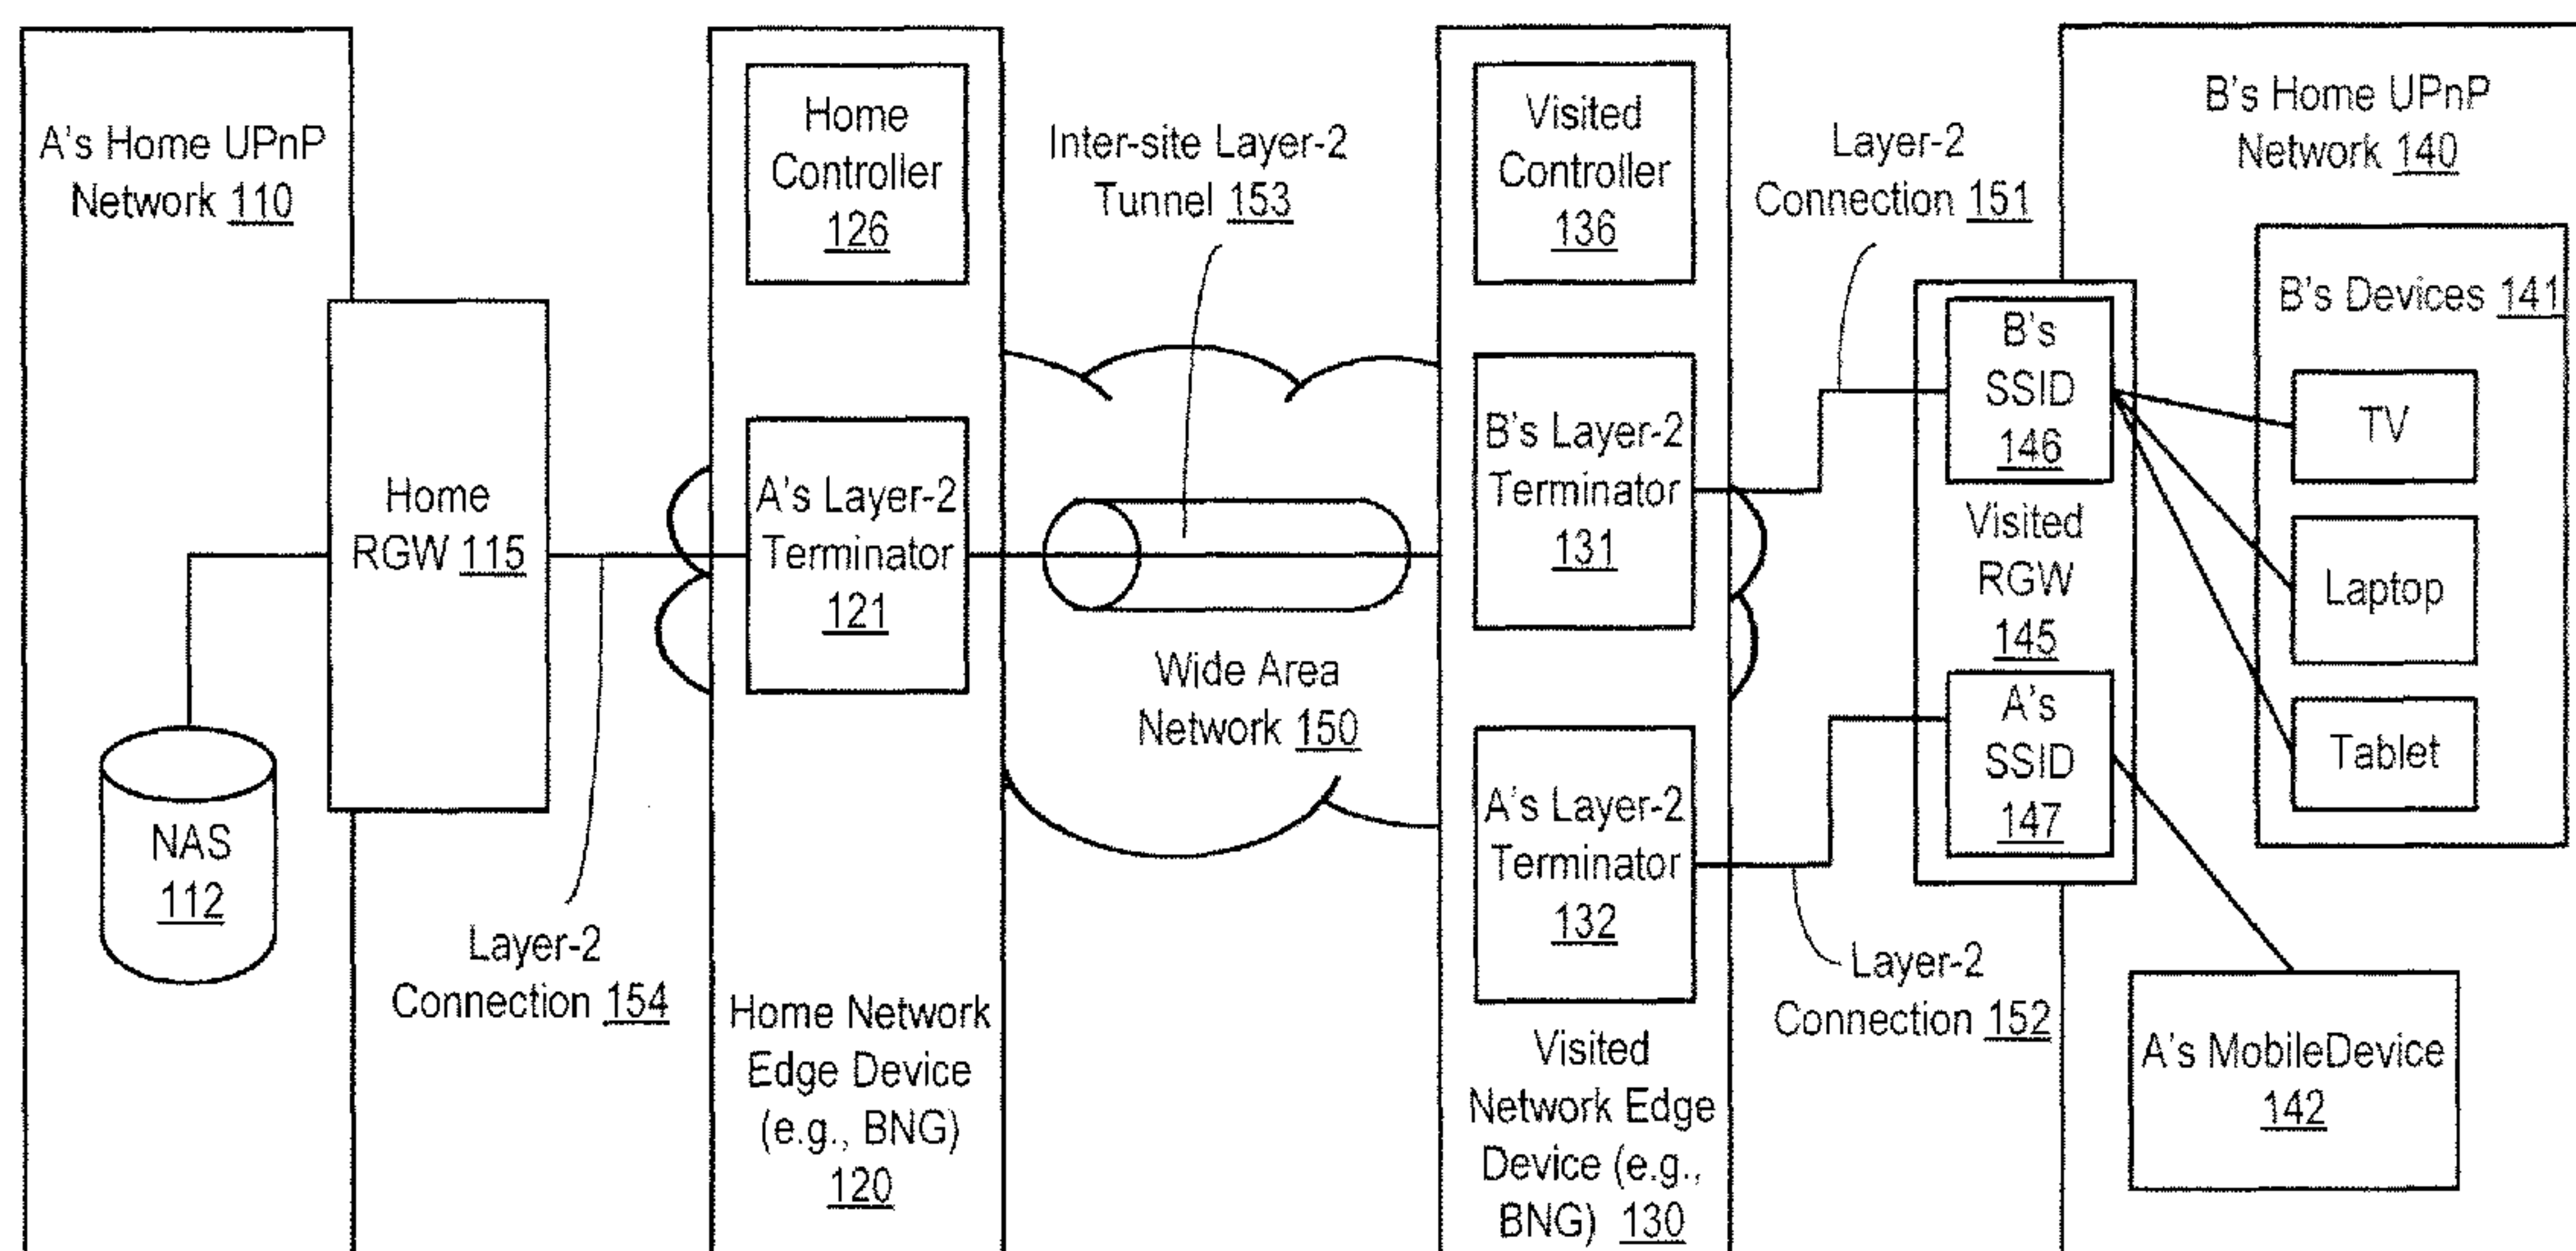 A's Home UPnP
Network 110
Home
RGW 115
NAS
112
Layer-2
Connection 154
Home
Controller
126
A's Layer-2
Terminator
121
Home Network
Edge Device
(e.g., BNG)
120
Inter-site Layer-2
Tunnel 153
Wide Area
Network 150
Visited
Controller
136
B's Layer-2
Terminator
131
A's Layer-2
Terminator
132
Visited
Network Edge
Device (e.g.,
BNG) 130
Layer-2
Connection 151
Layer-2
Connection 152
B's Home UPnP
Network 140
B's
SSID
146
Visited
RGW
145
A's
SSID
147
B's Devices 141
TV
Laptop
Tablet
A's MobileDevice
142